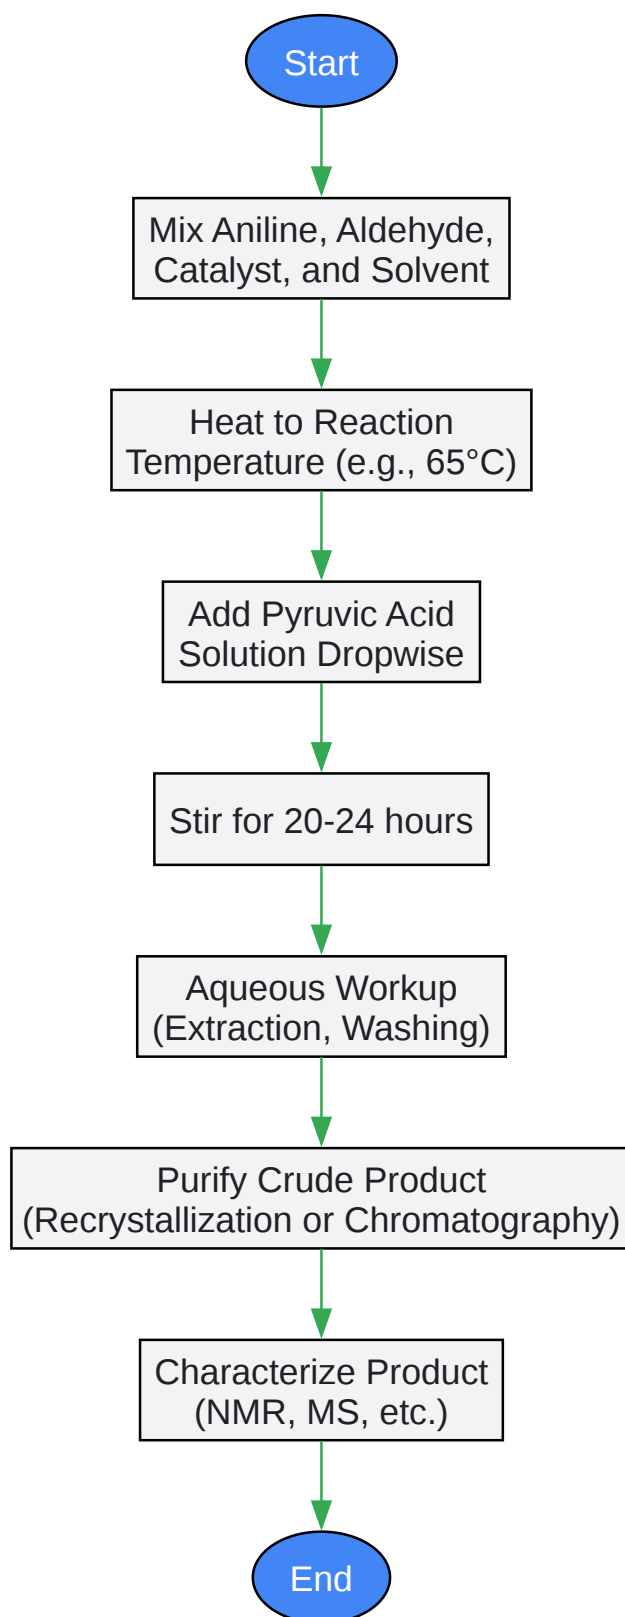 Start
Mix Aniline, Aldehyde,
Catalyst, and Solvent
Heat to Reaction
Temperature (e.g., 65°C)
Add Pyruvic Acid
Solution Dropwise
Stir for 20-24 hours
Aqueous Workup
(Extraction, Washing)
Purify Crude Product
(Recrystallization or Chromatography)
Characterize Product
(NMR, MS, etc.)
End